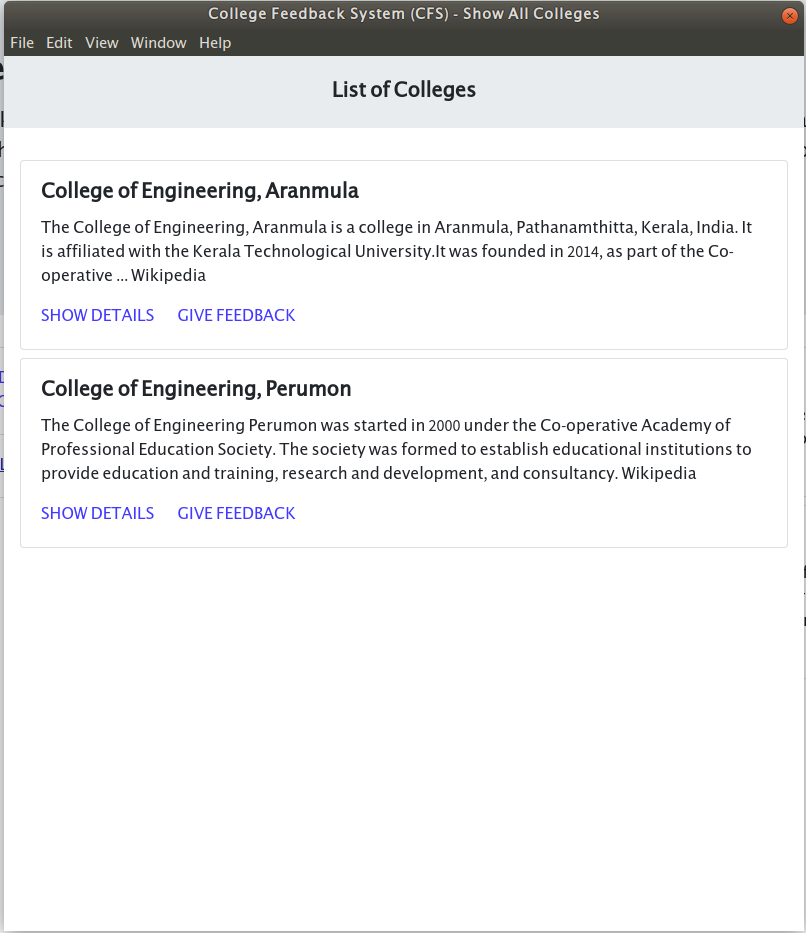 College Feedback System (CFS) - Show All Colleges
File Edit View Window Help
List of Colleges
College of Engineering, Aranmula
The College of Engineering, Aranmula is a college in Aranmula, Pathanamthitta, Kerala, India. It
is affiliated with the Kerala Technological University.It was founded in 2014, as part of the Co-
operative ... Wikipedia
SHOW DETAILS GIVE FEEDBACK
College of Engineering, Perumon
The College of Engineering Perumon was started in 2000 under the Co-operative Academy of
Professional Education Society. The society was formed to establish educational institutions to
provide education and training, research and development, and consultancy. Wikipedia
SHOW DETAILS GIVE FEEDBACK